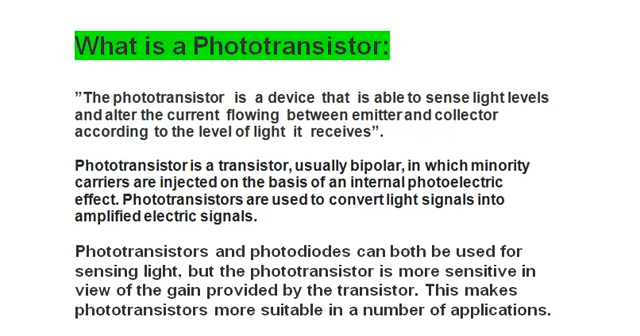 What is a Phototransistor:
”The phototransistor is a device that is able to sense light levels
and alter the current flowing between emitter and collector
according to the level of light it receives”.
Phototransistor is a transistor, usually bipolar, in which minority
carriers are injected on the basis of an internal photoelectric
effect. Phototransistors are used to convert light signals into
amplified electric signals.
Phototransistors and photodiodes can both be used for
sensing light, but the phototransistor is more sensitive in
view of the gain provided by the transistor. This makes
phototransistors more suitable in a number of applications.